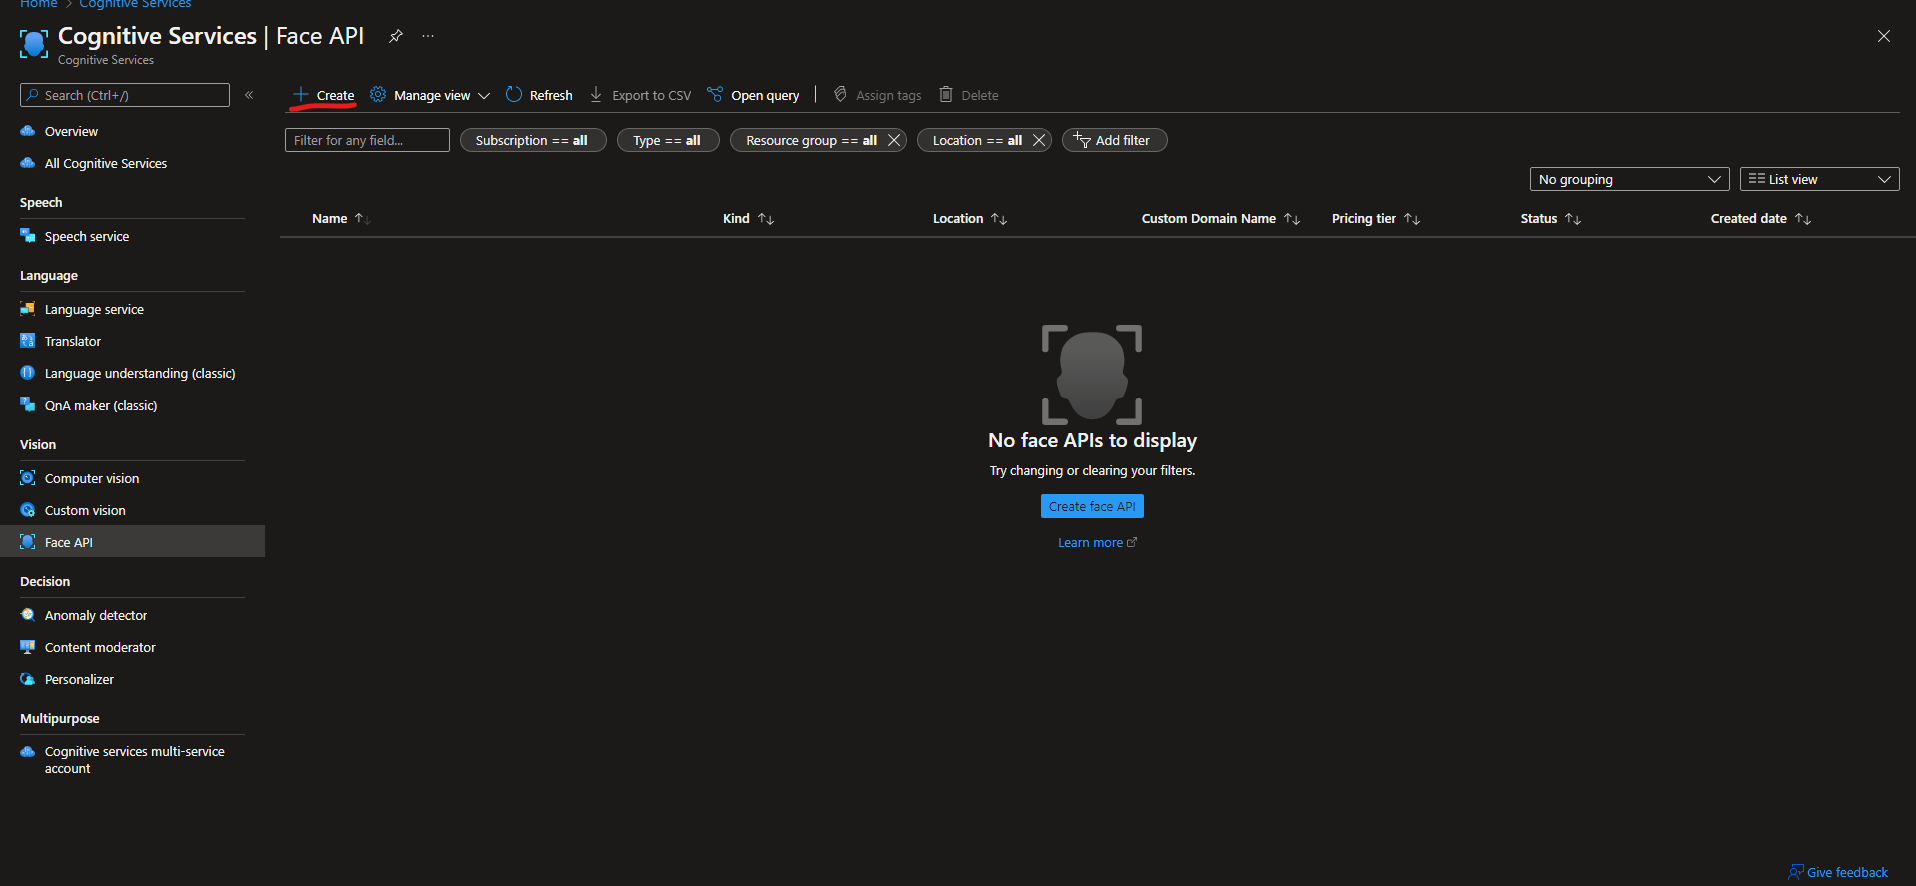 Home > Cognitive Services
Cognitive Services | Face API ...
Cognitive Services
Search (Ctrl+/) «
Overview
All Cognitive Services
Speech
Speech service
Language
Language service
Translator
Language understanding (classic)
QnA maker (classic)
Vision
Computer vision
Custom vision
Face API
Decision
Anomaly detector
Content moderator
Personalizer
Multipurpose
Cognitive services multi-service
account
+ Create Manage view Refresh Export to CSV Open query | Assign tags Delete
Filter for any field... Subscription == all Type == all Resource group == all Location == all Add filter
No grouping List view
Name Kind Location Custom Domain Name Pricing tier Status Created date
No face APIs to display
Try changing or clearing your filters.
Create face API
Learn more
Give feedback